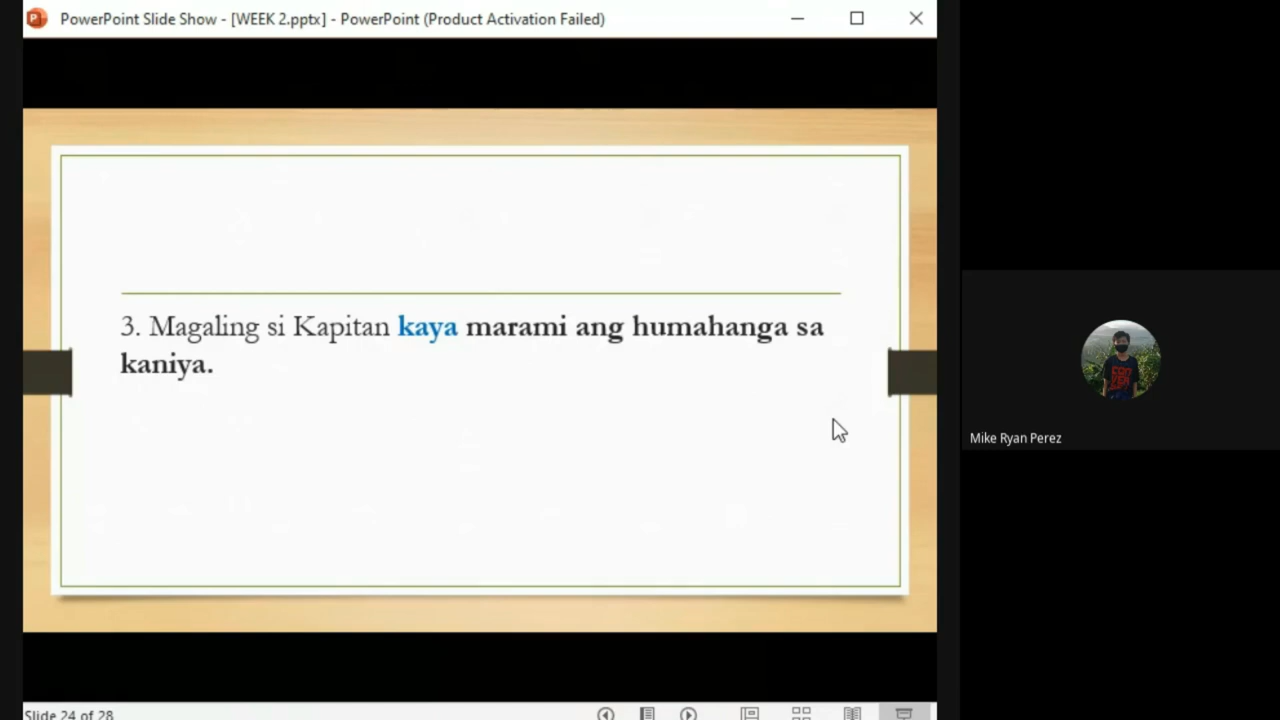 PowerPoint Slide Show - [WEEK 2.pptx] - PowerPoint (Product Activation Failed)
3. Magaling si Kapitan kaya marami ang humahanga sa
kaniya.
Mike Ryan Perez
Slide 24 of 28